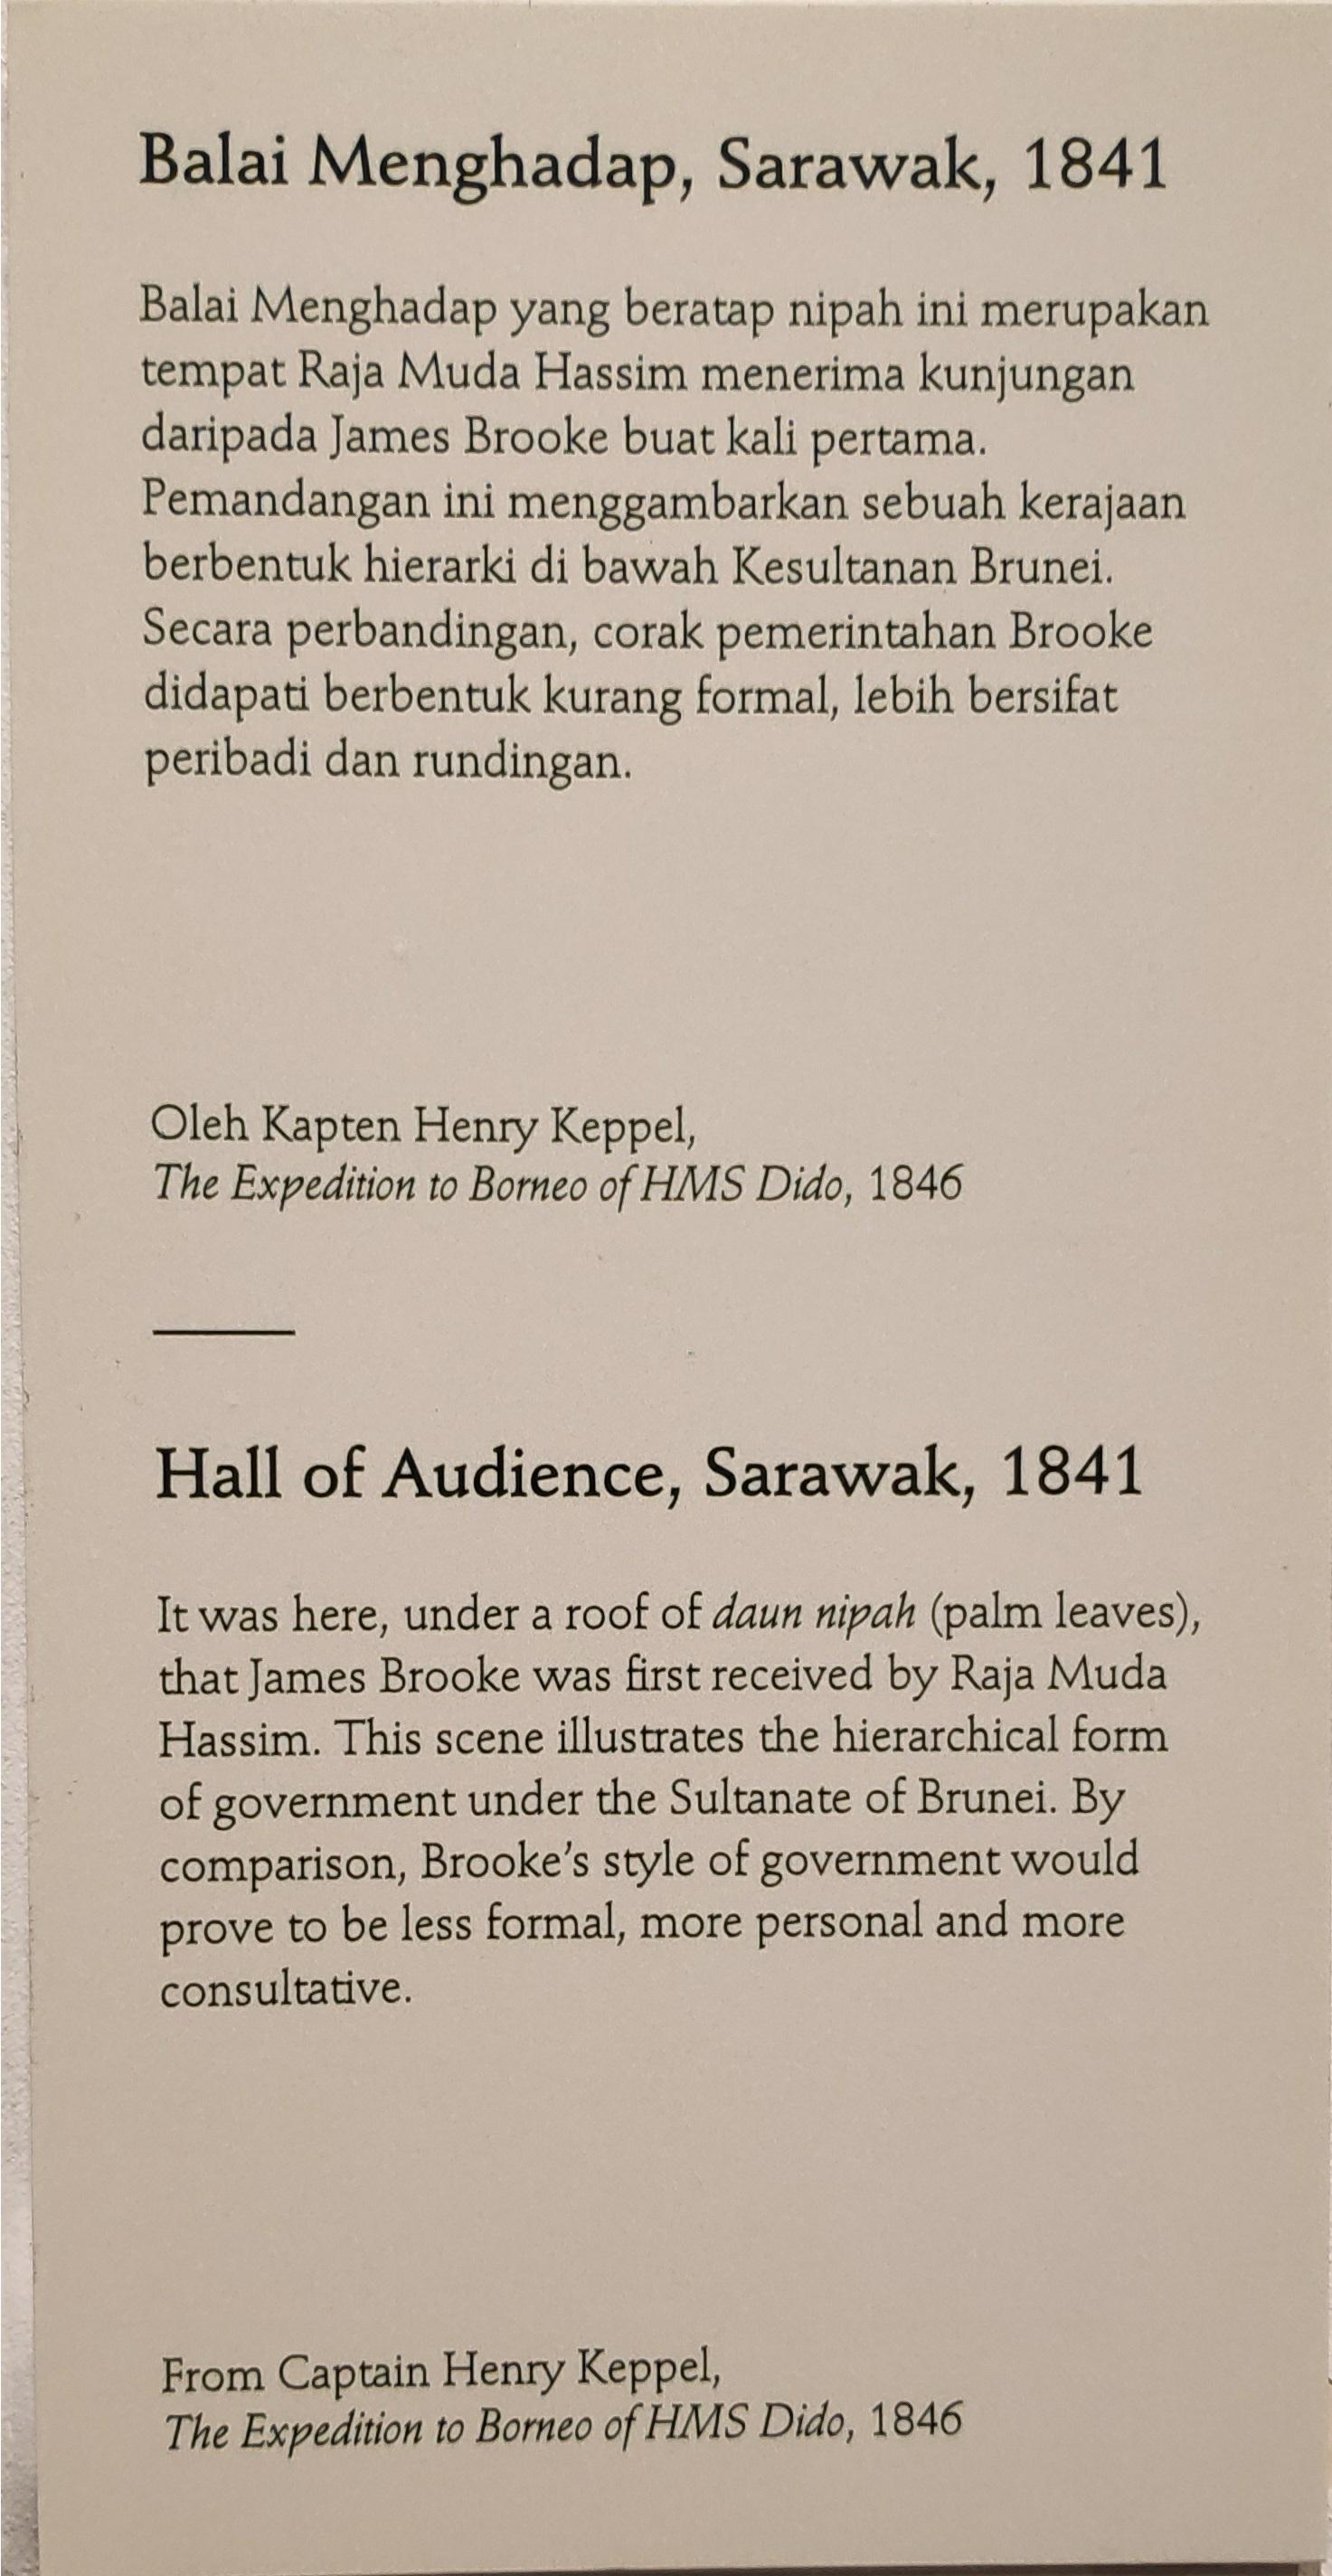 Balai Menghadap, Sarawak, 1841
Balai Menghadap yang beratap nipah ini merupakan
tempat Raja Muda Hassim menerima kunjungan
daripada James Brooke buat kali pertama.
Pemandangan ini menggambarkan sebuah kerajaan
berbentuk hierarki di bawah Kesultanan Brunei.
Secara perbandingan, corak pemerintahan Brooke
didapati berbentuk kurang formal, lebih bersifat
peribadi dan rundingan.
Oleh Kapten Henry Keppel,
The Expedition to Borneo of HMS Dido, 1846
Hall of Audience, Sarawak, 1841
It was here, under a roof of daun nipah (palm leaves),
that James Brooke was first received by Raja Muda
Hassim. This scene illustrates the hierarchical form
of government under the Sultanate of Brunei. By
comparison, Brooke’s style of government would
prove to be less formal, more personal and more
consultative.
From Captain Henry Keppel,
The Expedition to Borneo of HMS Dido, 1846